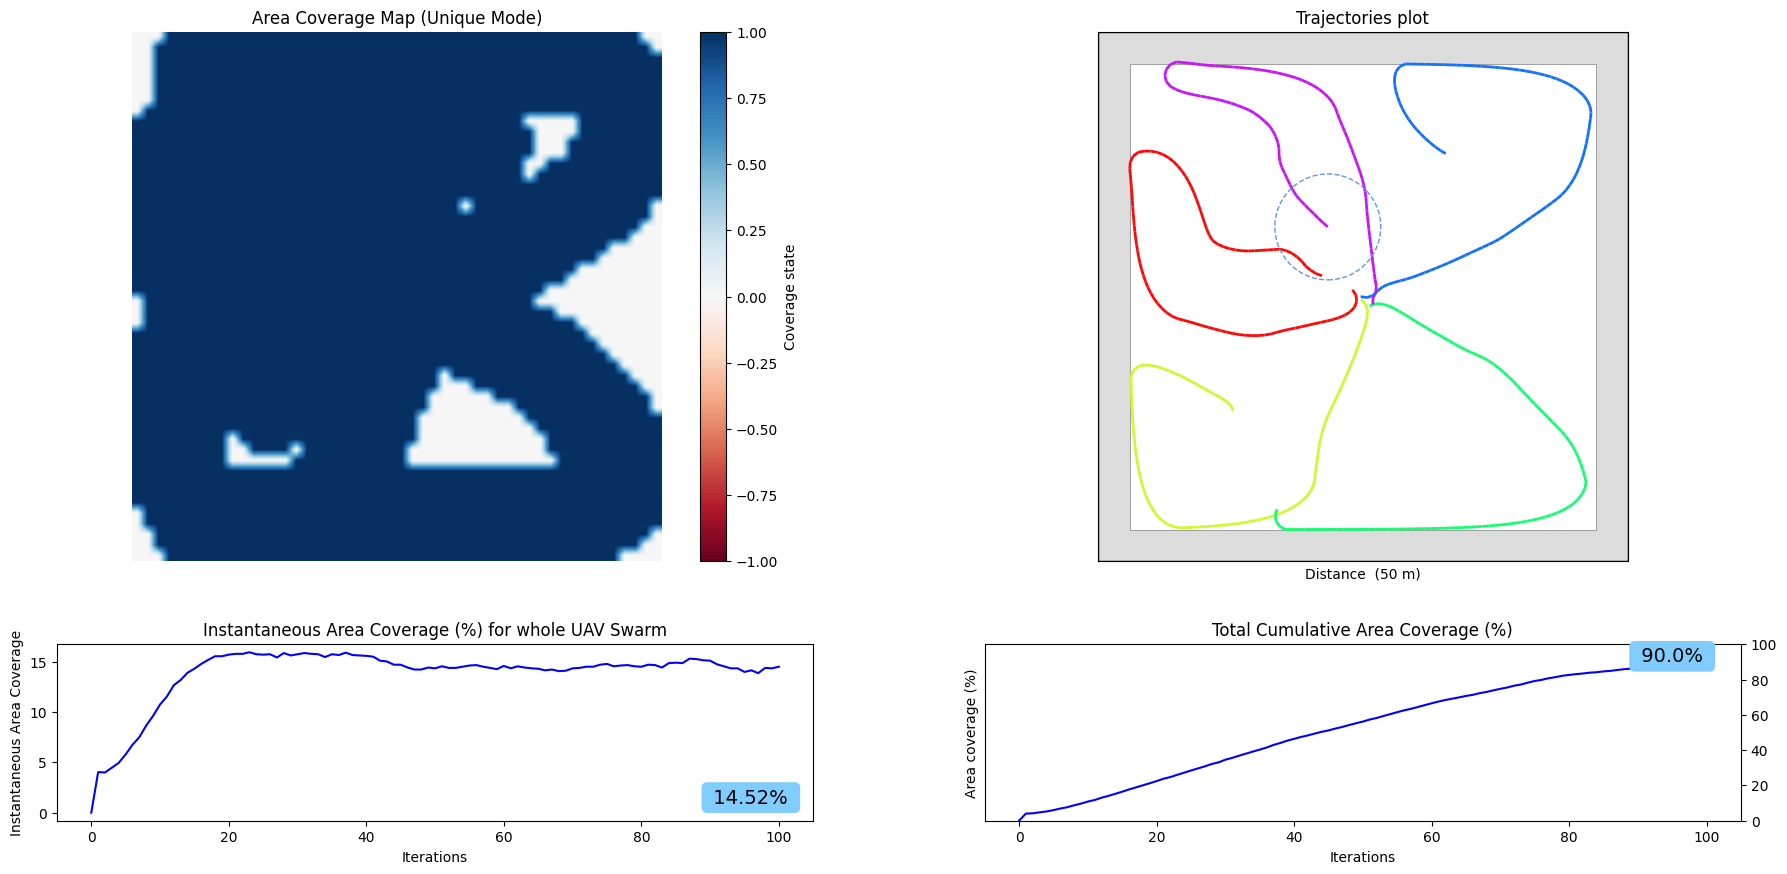 Area Coverage Map (Unique Mode)
1.00
0.75
0.50
0.25
0.00
−0.25
−0.50
−0.75
−1.00
Coverage state
Trajectories plot
Distance  (50 m)
Instantaneous Area Coverage (%) for whole UAV Swarm
Instantaneous Area Coverage
15
10
5
0
14.52%
0 20 40 60 80 100
Iterations
Total Cumulative Area Coverage (%)
Area coverage (%)
90.0%
100
80
60
40
20
0
0 20 40 60 80 100
Iterations